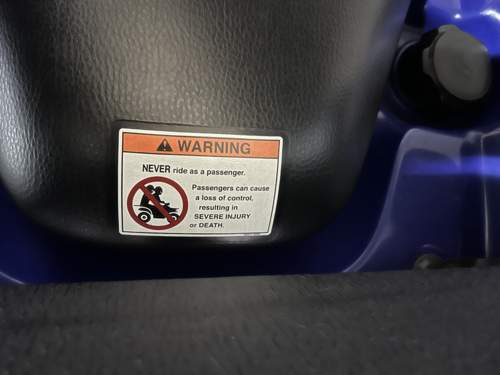 WARNING
NEVER ride as a passenger.
Passengers can cause
a loss of control,
resulting in
SEVERE INJURY
or DEATH.